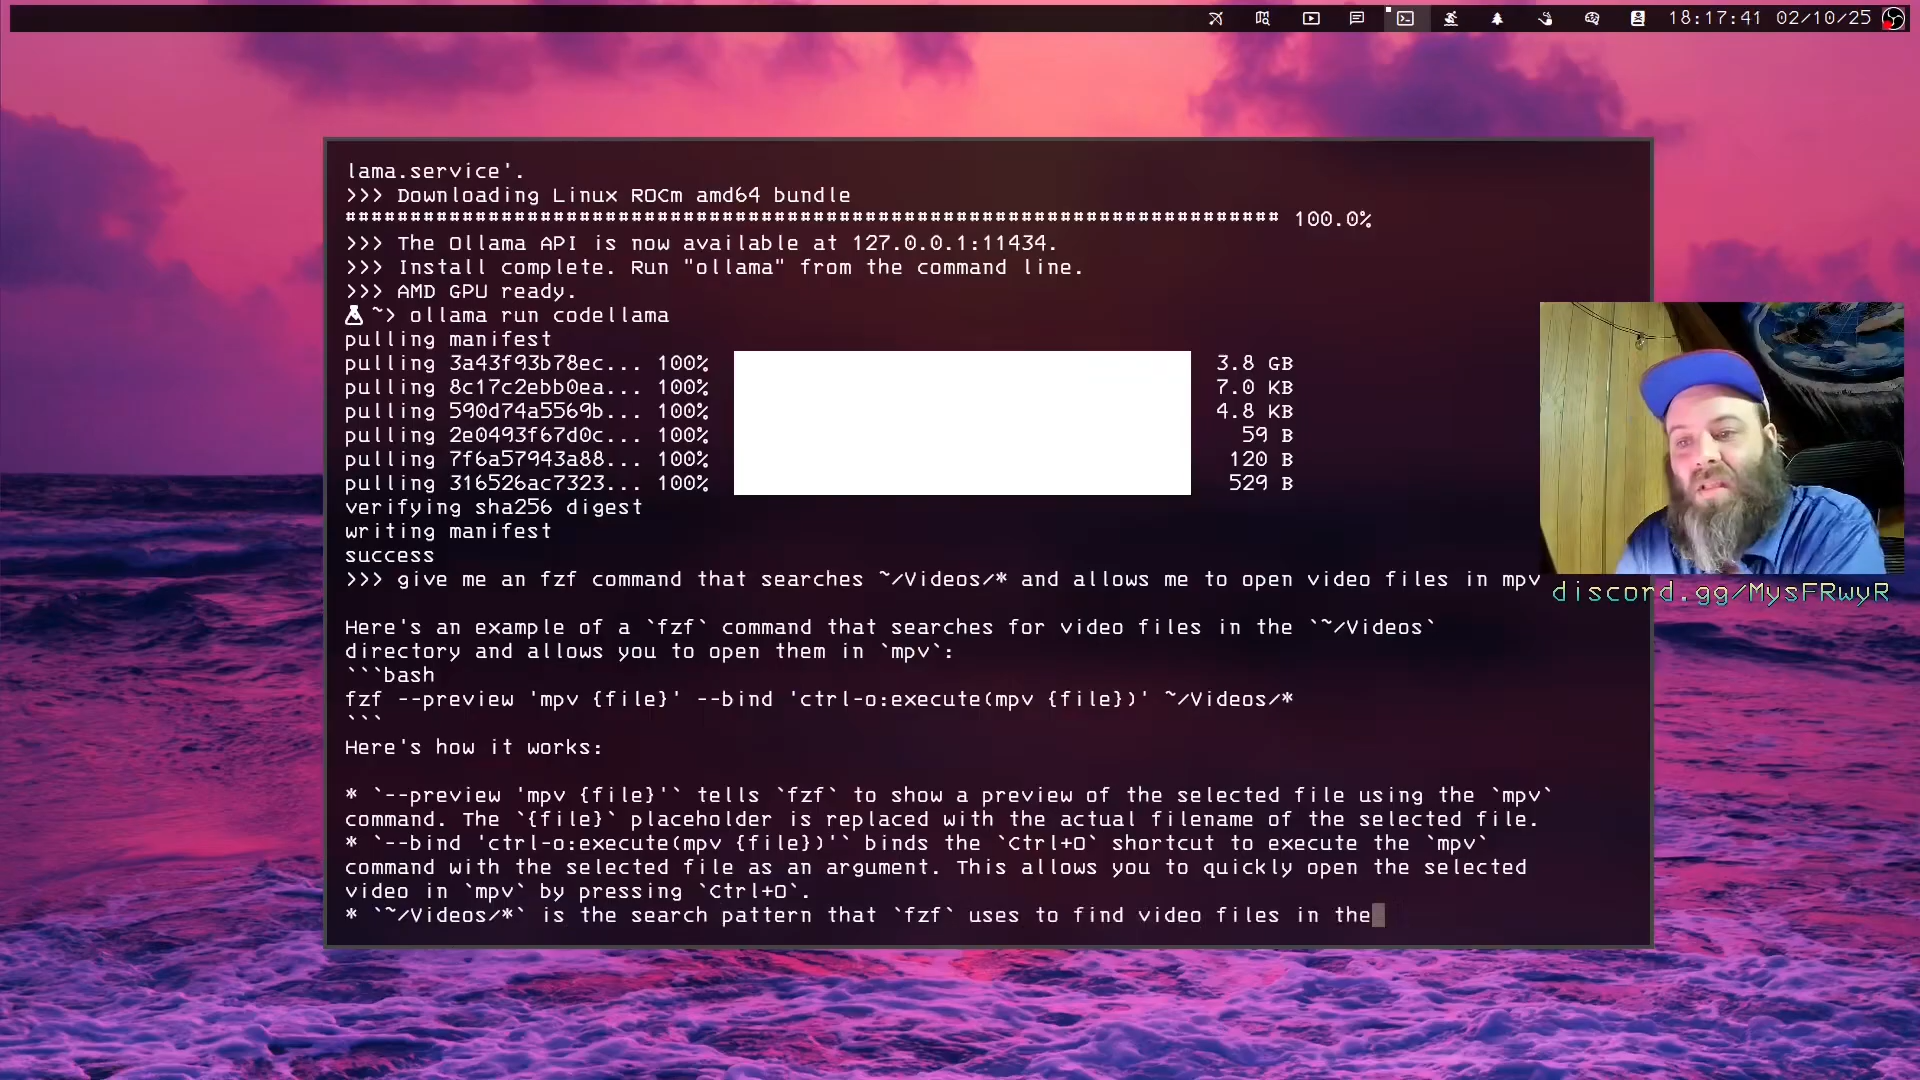 18:17:41 02/10/25
lama.service'.
>>> Downloading Linux ROCm amd64 bundle
######################################################################## 100.0%
>>> The Ollama API is now available at 127.0.0.1:11434.
>>> Install complete. Run "ollama" from the command line.
>>> AMD GPU ready.
~> ollama run codellama
pulling manifest
pulling 3a43f93b78ec... 100% 3.8 GB
pulling 8c17c2ebb0ea... 100% 7.0 KB
pulling 590d74a5569b... 100% 4.8 KB
pulling 2e0493f67d0c... 100% 59 B
pulling 7f6a57943a88... 100% 120 B
pulling 316526ac7323... 100% 529 B
verifying sha256 digest
writing manifest
success
>>> give me an fzf command that searches ~/Videos/* and allows me to open video files in mpv
discord.gg/MysFRwyR
Here's an example of a `fzf` command that searches for video files in the `~/Videos`
directory and allows you to open them in `mpv`:
```bash
fzf --preview 'mpv {file}' --bind 'ctrl-o:execute(mpv {file})' ~/Videos/*
```
Here's how it works:
* `--preview 'mpv {file}'` tells `fzf` to show a preview of the selected file using the `mpv`
command. The `{file}` placeholder is replaced with the actual filename of the selected file.
* `--bind 'ctrl-o:execute(mpv {file})'` binds the `Ctrl+O` shortcut to execute the `mpv`
command with the selected file as an argument. This allows you to quickly open the selected
video in `mpv` by pressing `Ctrl+O`.
* `~/Videos/*` is the search pattern that `fzf` uses to find video files in the